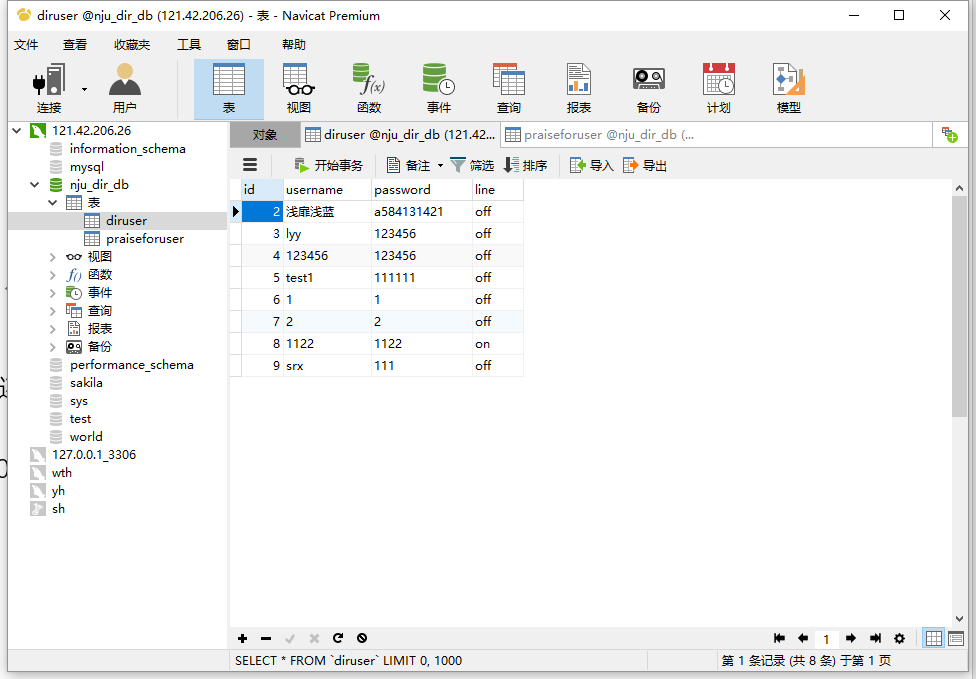 diruser @nju_dir_db (121.42.206.26) - 表 - Navicat Premium
文件 查看 收藏夹 工具 窗口 帮助
连接 用户 表 视图 函数 事件 查询 报表 备份 计划 模型
121.42.206.26
information_schema
mysql
nju_dir_db
表
diruser
praiseforuser
视图
函数
事件
查询
报表
备份
performance_schema
sakila
sys
test
world
127.0.0.1_3306
wth
yh
sh
对象 diruser @nju_dir_db (121.42... praiseforuser @nju_dir_db (...
开始事务 备注 筛选 排序 导入 导出
id username password line
2 浅靡浅蓝 a584131421 off
3 lyy 123456 off
4 123456 123456 off
5 test1 111111 off
6 1 1 off
7 2 2 off
8 1122 1122 on
9 srx 111 off
1
SELECT * FROM `diruser` LIMIT 0, 1000 第 1 条记录 (共 8 条) 于第 1 页